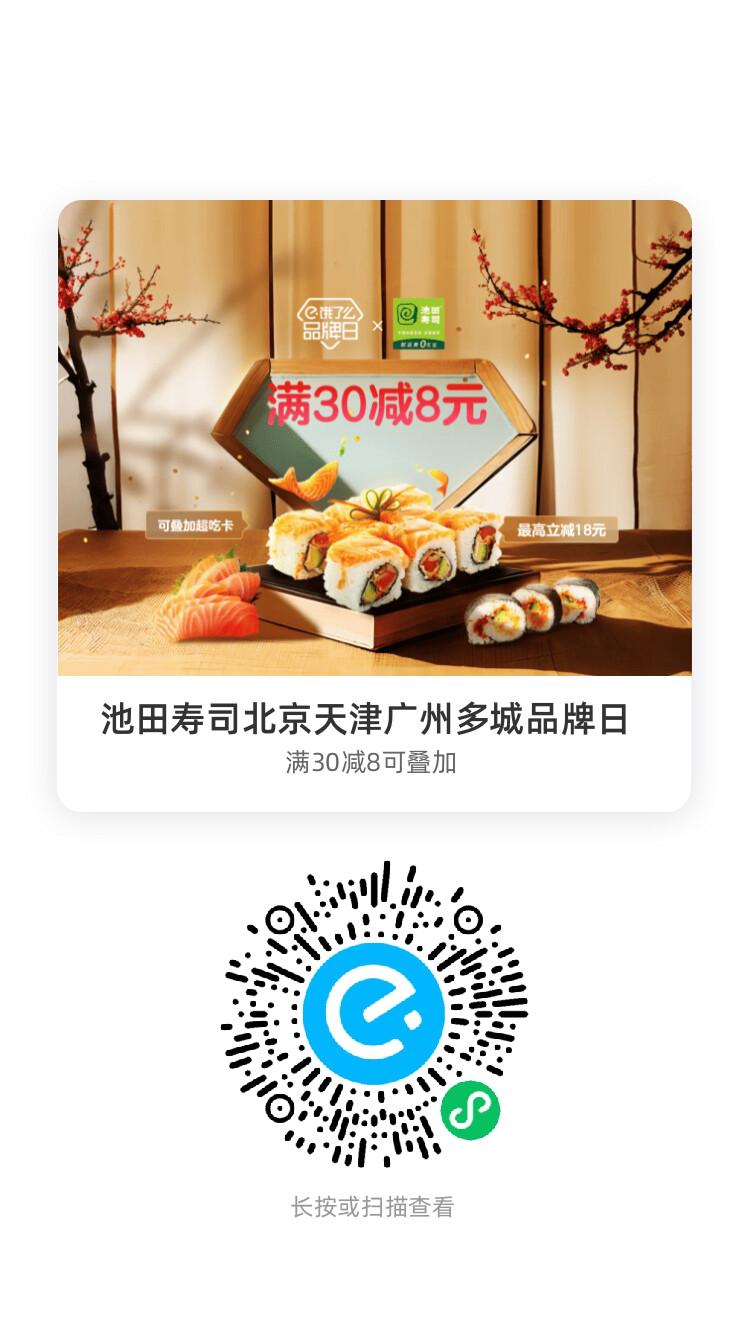 饿了么
品牌日
×
池田
寿司
满30减8元
可叠加超吃卡
最高立减18元
池田寿司北京天津广州多城品牌日
满30减8可叠加
长按或扫描查看